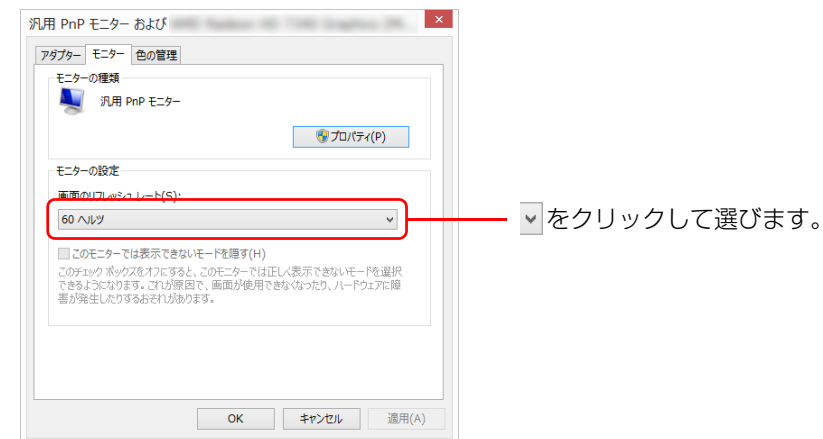 汎用 PnP モニター および
アダプター モニター 色の管理
モニターの種類
汎用 PnP モニター
プロパティ(P)
モニターの設定
画面のリフレッシュ レート(S):
60 ヘルツ
をクリックして選びます。
このモニターでは表示できないモードを隠す(H)
このチェック ボックスをオフにすると、このモニターでは正しく表示できないモードを選択
できるようになります。これが原因で、画面が使用できなくなったり、ハードウェアに障
害が発生したりするおそれがあります。
OK キャンセル 適用(A)